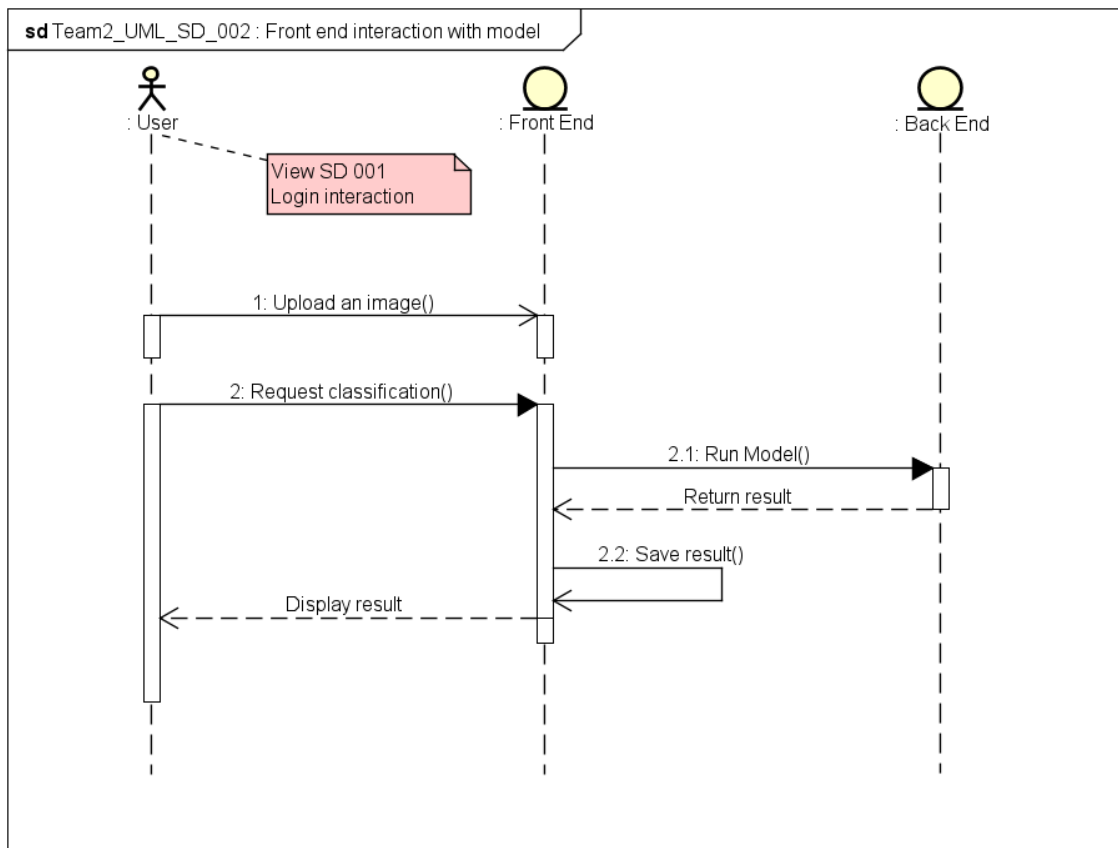 sd Team2_UML_SD_002 : Front end interaction with model
: User
: Front End
: Back End
View SD 001
Login interaction
1: Upload an image()
2: Request classification()
2.1: Run Model()
Return result
2.2: Save result()
Display result